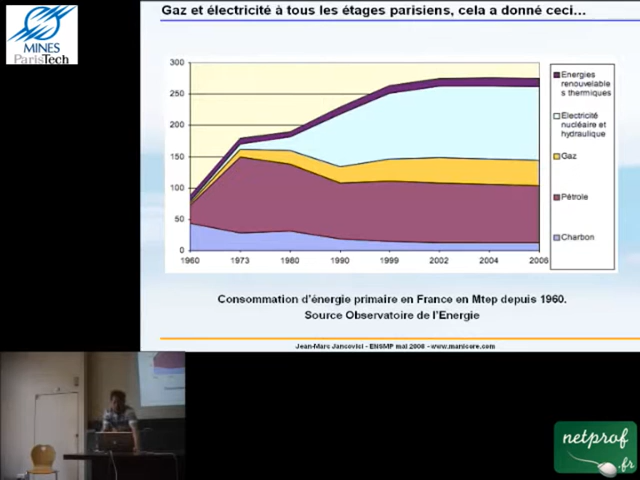 MINES
ParisTech
Gaz et électricité à tous les étages parisiens, cela a donné ceci...
300
250
200
150
100
50
0
1960
1973
1980
1990
1999
2002
2004
2006
Energies
renouvelable
s thermiques
Electricité
nucléaire et
hydraulique
Gaz
Pétrole
Charbon
Consommation d'énergie primaire en France en Mtep depuis 1960.
Source Observatoire de l'Energie
Jean-Marc Jancovici - ENSMP mai 2008 - www.manicore.com
netprof
.fr